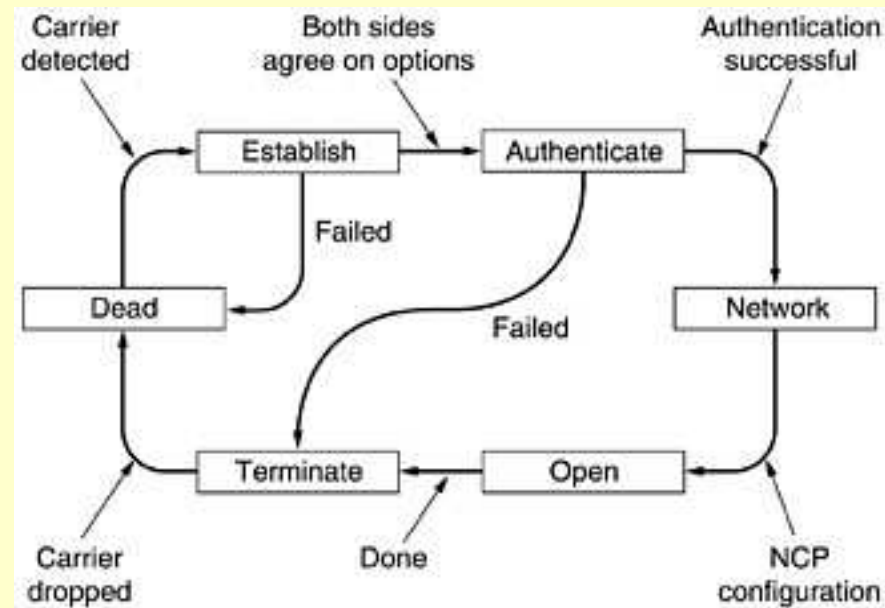 Carrier
detected
Both sides
agree on options
Authentication
successful
Establish
Authenticate
Failed
Dead
Network
Failed
Terminate
Open
Carrier
dropped
Done
NCP
configuration